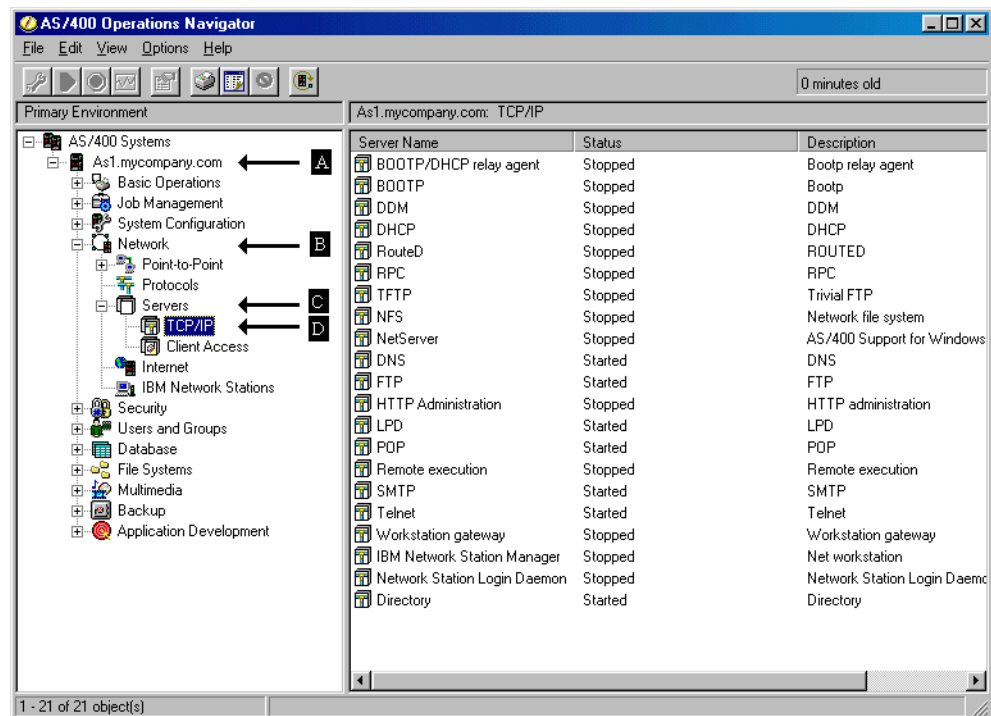 AS/400 Operations Navigator
File Edit View Options Help
0 minutes old
Primary Environment
As1.mycompany.com: TCP/IP
AS/400 Systems
As1.mycompany.com A
Basic Operations
Job Management
System Configuration
Network B
Point-to-Point
Protocols
Servers C
TCP/IP D
Client Access
Internet
IBM Network Stations
Security
Users and Groups
Database
File Systems
Multimedia
Backup
Application Development
Server Name Status Description
BOOTP/DHCP relay agent Stopped Bootp relay agent
BOOTP Stopped Bootp
DDM Stopped DDM
DHCP Stopped DHCP
RouteD Stopped ROUTED
RPC Stopped RPC
TFTP Stopped Trivial FTP
NFS Stopped Network file system
NetServer Stopped AS/400 Support for Windows
DNS Started DNS
FTP Started FTP
HTTP Administration Stopped HTTP administration
LPD Started LPD
POP Started POP
Remote execution Stopped Remote execution
SMTP Started SMTP
Telnet Started Telnet
Workstation gateway Stopped Workstation gateway
IBM Network Station Manager Stopped Net workstation
Network Station Login Daemon Stopped Network Station Login Daemo
Directory Started Directory
1 - 21 of 21 object(s)